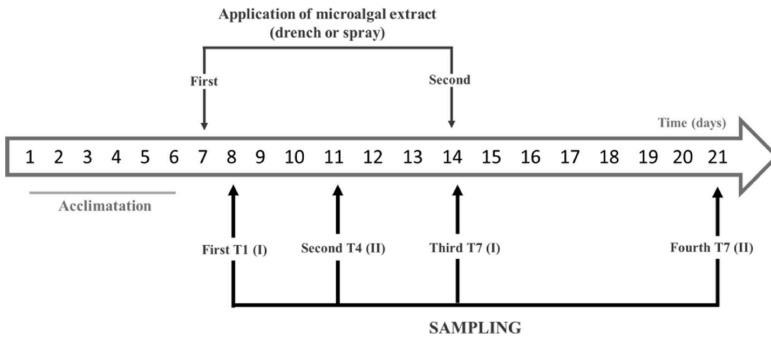 Application of microalgal extract
(drench or spray)
First Second
Time (days)
1 2 3 4 5 6 7 8 9 10 11 12 13 14 15 16 17 18 19 20 21
Acclimatation
First T1 (I) Second T4 (II) Third T7 (I) Fourth T7 (II)
SAMPLING